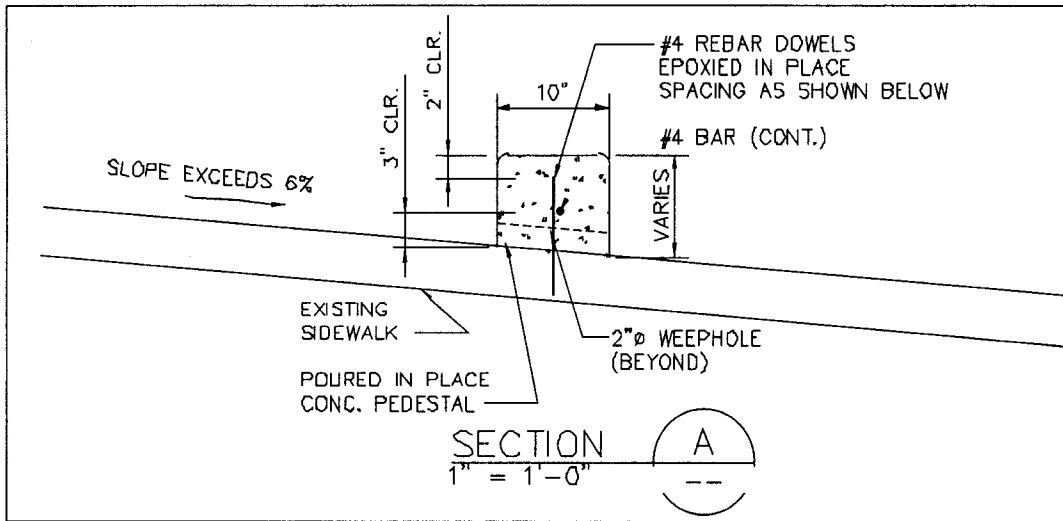 #4 REBAR DOWELS
EPOXIED IN PLACE
SPACING AS SHOWN BELOW
2" CLR.
10"
3" CLR.
#4 BAR (CONT.)
SLOPE EXCEEDS 6%
VARIES
EXISTING
SIDEWALK
2"ø WEEPHOLE
(BEYOND)
POURED IN PLACE
CONC. PEDESTAL
SECTION
A
1" = 1'-0"
--